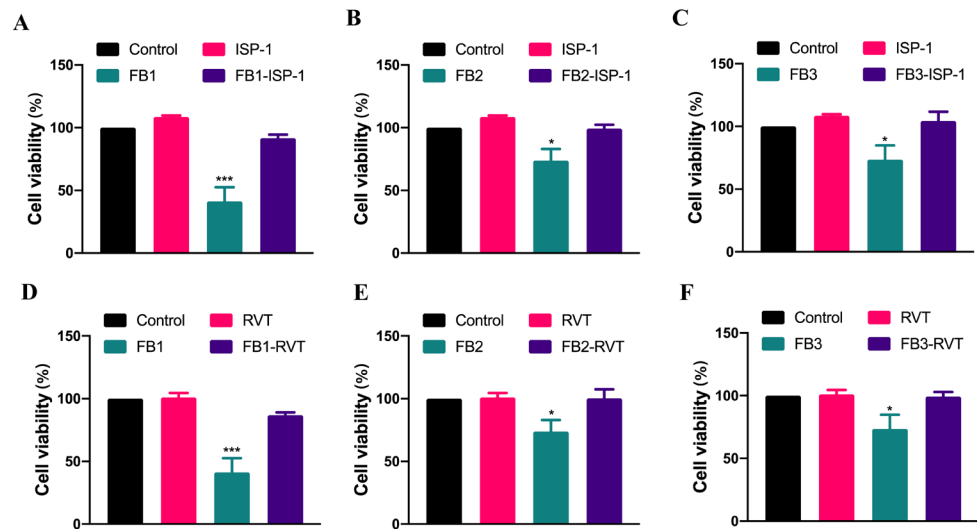 A
Control ISP-1
FB1 FB1-ISP-1
Cell viability (%)
150
100
50
0
***
B
Control ISP-1
FB2 FB2-ISP-1
Cell viability (%)
150
100
50
0
*
C
Control ISP-1
FB3 FB3-ISP-1
Cell viability (%)
150
100
50
0
*
D
Control RVT
FB1 FB1-RVT
Cell viability (%)
150
100
50
0
***
E
Control RVT
FB2 FB2-RVT
Cell viability (%)
150
100
50
0
*
F
Control RVT
FB3 FB3-RVT
Cell viability (%)
150
100
50
0
*